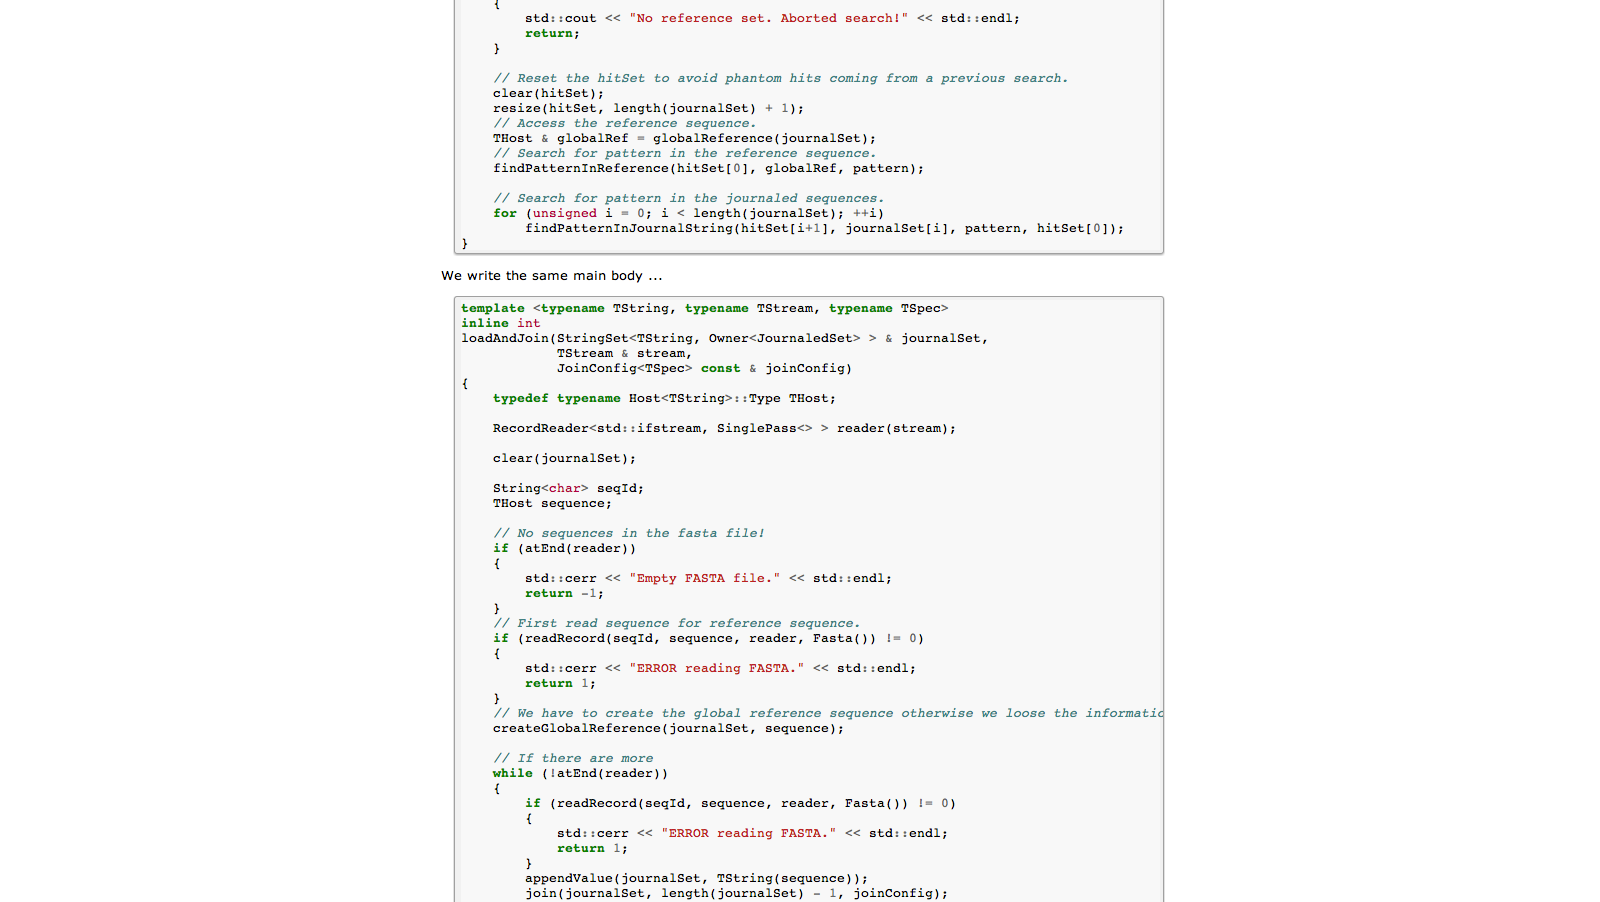 {
std::cout << "No reference set. Aborted search!" << std::endl;
return;
}
// Reset the hitSet to avoid phantom hits coming from a previous search.
clear(hitSet);
resize(hitSet, length(journalSet) + 1);
// Access the reference sequence.
THost & globalRef = globalReference(journalSet);
// Search for pattern in the reference sequence.
findPatternInReference(hitSet[0], globalRef, pattern);
// Search for pattern in the journaled sequences.
for (unsigned i = 0; i < length(journalSet); ++i)
findPatternInJournalString(hitSet[i+1], journalSet[i], pattern, hitSet[0]);
}
We write the same main body ...
template <typename TString, typename TStream, typename TSpec>
inline int
loadAndJoin(StringSet<TString, Owner<JournaledSet> > & journalSet,
TStream & stream,
JoinConfig<TSpec> const & joinConfig)
{
typedef typename Host<TString>::Type THost;
RecordReader<std::ifstream, SinglePass<> > reader(stream);
clear(journalSet);
String<char> seqId;
THost sequence;
// No sequences in the fasta file!
if (atEnd(reader))
{
std::cerr << "Empty FASTA file." << std::endl;
return -1;
}
// First read sequence for reference sequence.
if (readRecord(seqId, sequence, reader, Fasta()) != 0)
{
std::cerr << "ERROR reading FASTA." << std::endl;
return 1;
}
// We have to create the global reference sequence otherwise we loose the informatic
createGlobalReference(journalSet, sequence);
// If there are more
while (!atEnd(reader))
{
if (readRecord(seqId, sequence, reader, Fasta()) != 0)
{
std::cerr << "ERROR reading FASTA." << std::endl;
return 1;
}
appendValue(journalSet, TString(sequence));
join(journalSet, length(journalSet) - 1, joinConfig);